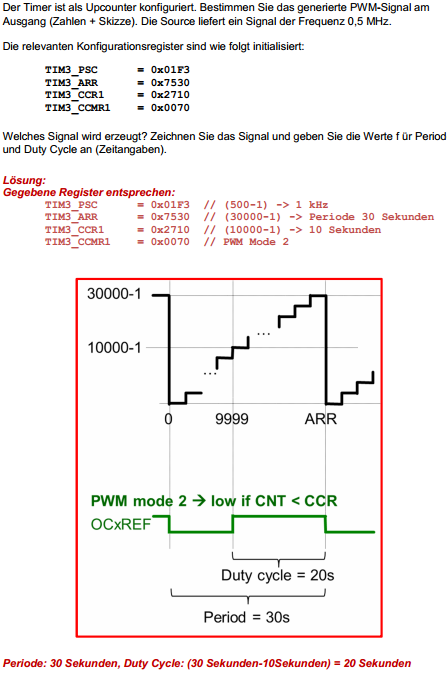 Der Timer ist als Upcounter konfiguriert. Bestimmen Sie das generierte PWM-Signal am
Ausgang (Zahlen + Skizze). Die Source liefert ein Signal der Frequenz 0,5 MHz.
Die relevanten Konfigurationsregister sind wie folgt initialisiert:
TIM3_PSC = 0x01F3
TIM3_ARR = 0x7530
TIM3_CCR1 = 0x2710
TIM3_CCMR1 = 0x0070
Welches Signal wird erzeugt? Zeichnen Sie das Signal und geben Sie die Werte f ür Period
und Duty Cycle an (Zeitangaben).
Lösung:
Gegebene Register entsprechen:
TIM3_PSC = 0x01F3 // (500-1) -> 1 kHz
TIM3_ARR = 0x7530 // (30000-1) -> Periode 30 Sekunden
TIM3_CCR1 = 0x2710 // (10000-1) -> 10 Sekunden
TIM3_CCMR1 = 0x0070 // PWM Mode 2
30000-1
...
10000-1
...
0 9999 ARR
PWM mode 2 → low if CNT < CCR
OCxREF
Duty cycle = 20s
Period = 30s
Periode: 30 Sekunden, Duty Cycle: (30 Sekunden-10Sekunden) = 20 Sekunden